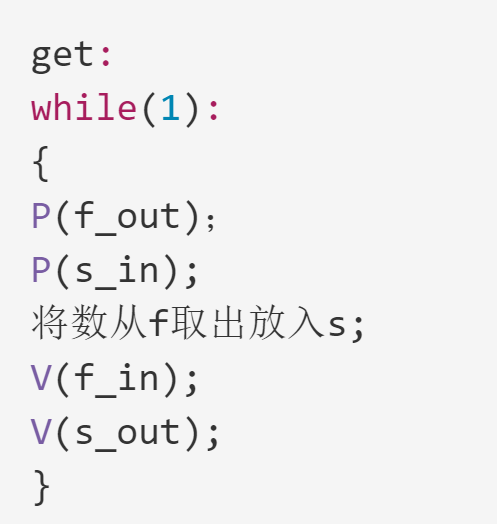 get:
while(1):
{
P(f_out);
P(s_in);
将数从f取出放入s;
V(f_in);
V(s_out);
}